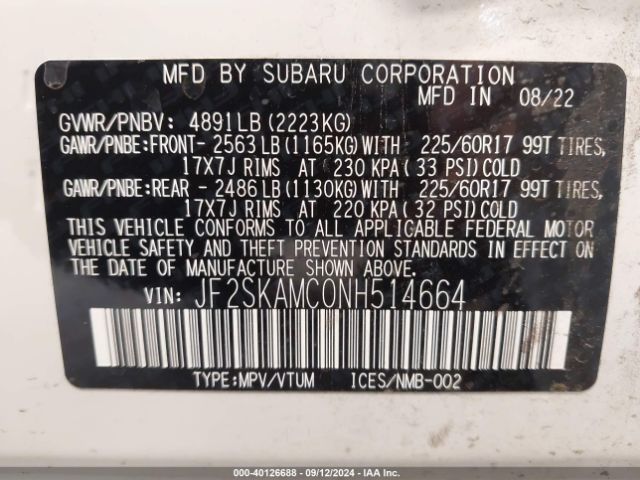 MFD BY SUBARU CORPORATION
MFD IN 08/22
GVWR/PNBV: 4891LB (2223KG)
GAWR/PNBE:FRONT- 2563 LB (1165KG)WITH 225/60R17 99T TIRES,
17X7J RIMS AT 230 KPA( 33 PSI)COLD
GAWR/PNBE:REAR - 2486 LB (1130KG)WITH 225/60R17 99T TIRES,
17X7J RIMS AT 220 KPA( 32 PSI)COLD
THIS VEHICLE CONFORMS TO ALL APPLICABLE FEDERAL MOTOR
VEHICLE SAFETY AND THEFT PREVENTION STANDARDS IN EFFECT ON
THE DATE OF MANUFACTURE SHOWN ABOVE.
VIN: JF2SKAMC0NH514664
TYPE:MPV/VTUM ICES/NMB-002
000-40126688 - 09/12/2024 - IAA Inc.